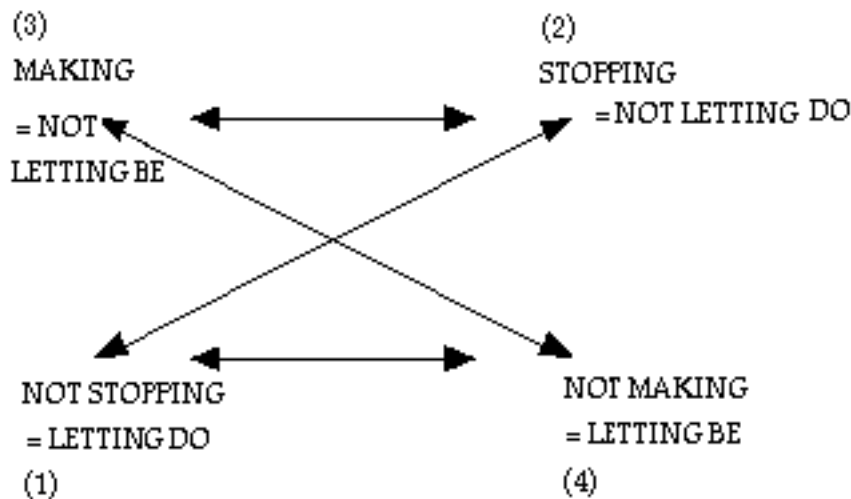 (3)
MAKING
= NOT
LETTING BE
(2)
STOPPING
= NOT LETTING DO
NOT STOPPING
= LETTING DO
(1)
NOT MAKING
= LETTING BE
(4)